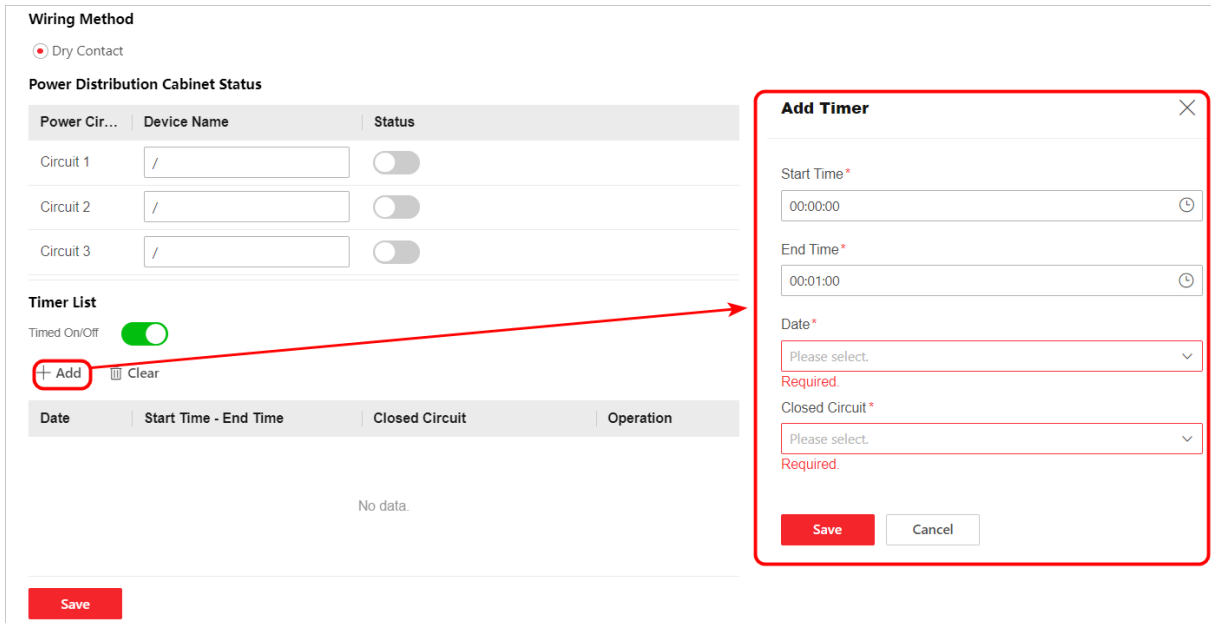 Wiring Method
Dry Contact
Power Distribution Cabinet Status
Power Cir... Device Name Status
Circuit 1 /
Circuit 2 /
Circuit 3 /
Timer List
Timed On/Off
+ Add Clear
Date Start Time - End Time Closed Circuit Operation
No data.
Save
Add Timer
Start Time*
00:00:00
End Time*
00:01:00
Date*
Please select.
Required.
Closed Circuit*
Please select.
Required.
Save Cancel